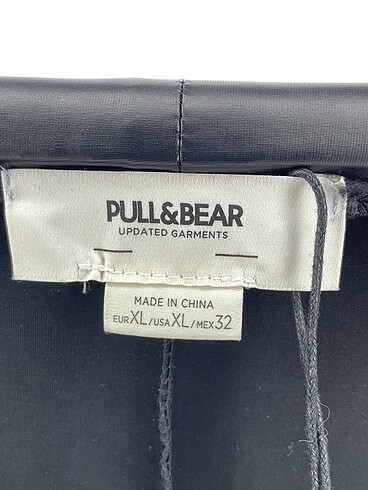 PULL&BEAR
UPDATED GARMENTS
MADE IN CHINA
EUR XL/USA XL/MEX 32